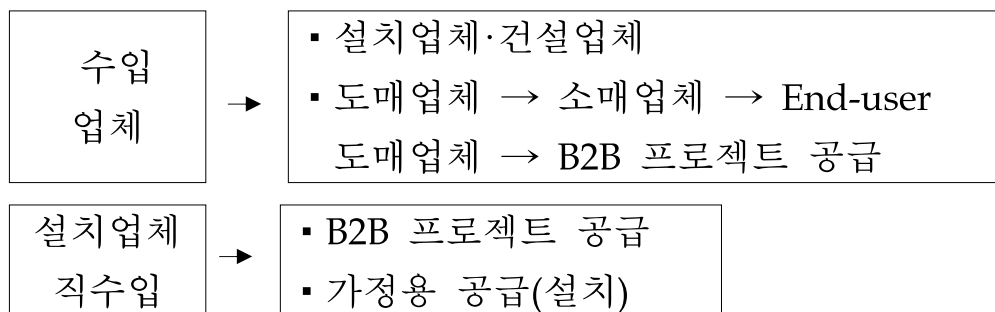 수입
업체
▪ 설치업체·건설업체
▪ 도매업체 → 소매업체 → End-user
도매업체 → B2B 프로젝트 공급
설치업체
직수입
▪ B2B 프로젝트 공급
▪ 가정용 공급(설치)